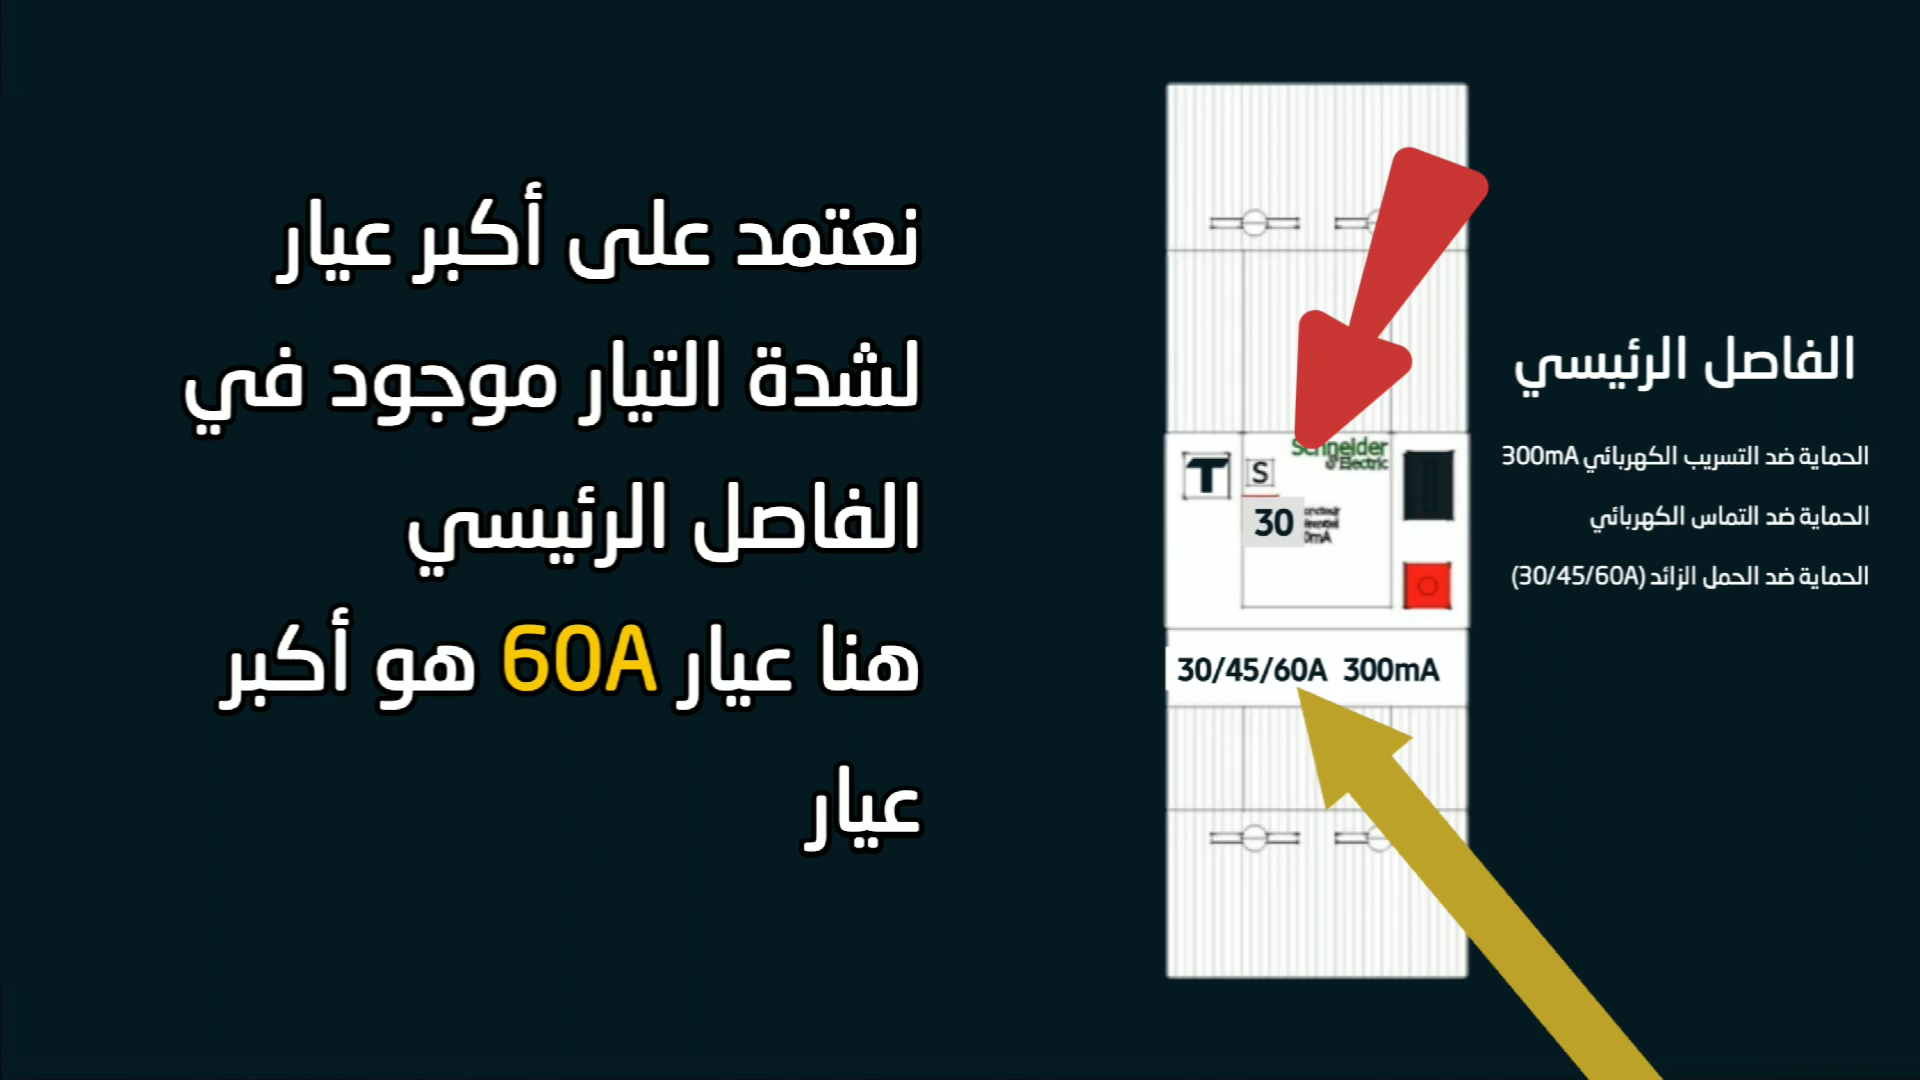 نعتمد على أكبر عيار
لشدة التيار موجود في
الفاصل الرئيسي
هنا عيار 60A هو أكبر
عيار
الفاصل الرئيسي
الحماية ضد التسريب الكهربائي 300mA
الحماية ضد التماس الكهربائي
الحماية ضد الحمل الزائد (30/45/60A)
Schneider
Electric
T
S
30
30/45/60A 300mA